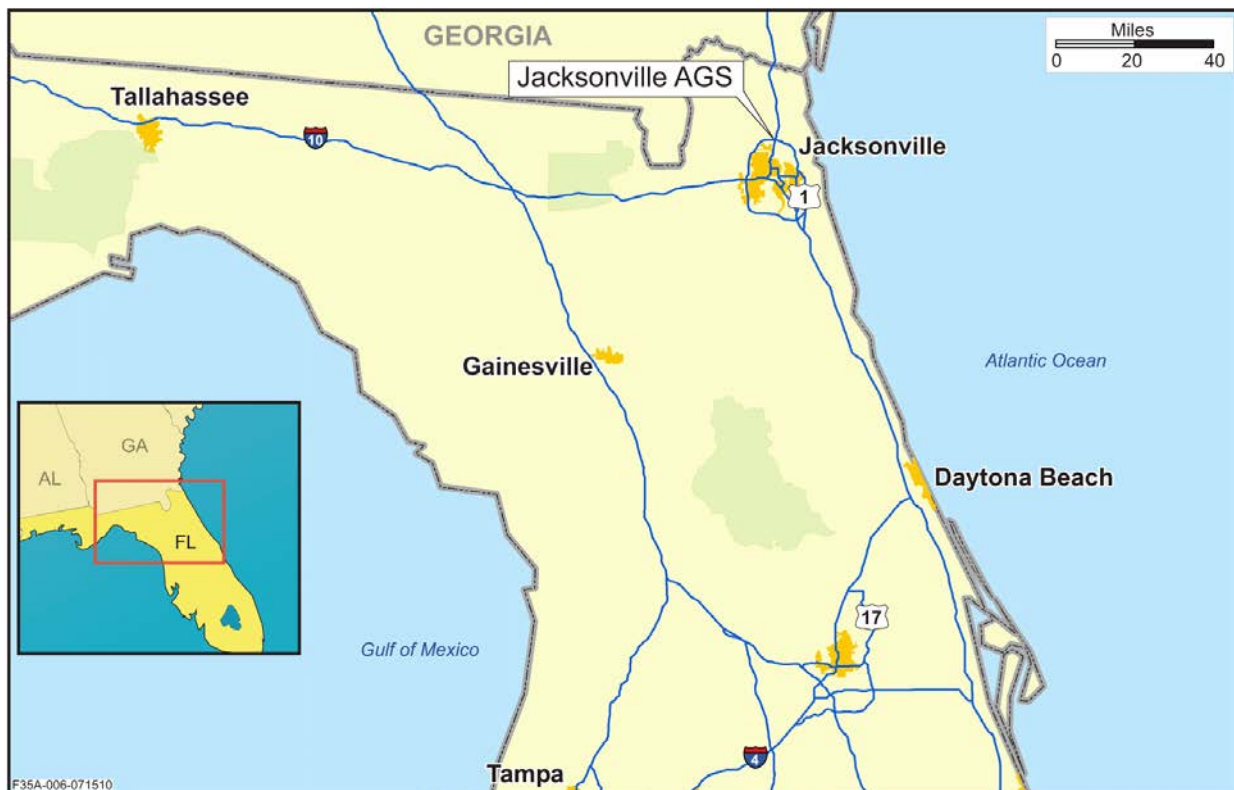 GEORGIA
Miles
0 20 40
Jacksonville AGS
Tallahassee
10
Jacksonville
1
Gainesville
Atlantic Ocean
AL
GA
FL
Daytona Beach
17
Gulf of Mexico
4
Tampa
F35A-006-071510